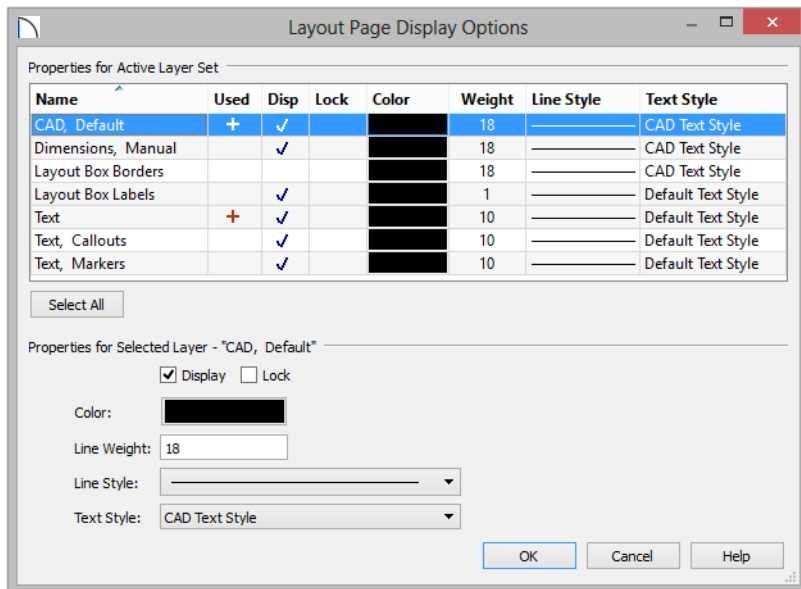 Layout Page Display Options
Properties for Active Layer Set
Name Used Disp Lock Color Weight Line Style Text Style
CAD, Default 18 CAD Text Style
Dimensions, Manual 18 CAD Text Style
Layout Box Borders 18 CAD Text Style
Layout Box Labels 1 Default Text Style
Text 10 Default Text Style
Text, Callouts 10 Default Text Style
Text, Markers 10 Default Text Style
Select All
Properties for Selected Layer - "CAD, Default"
Display Lock
Color:
Line Weight: 18
Line Style:
Text Style: CAD Text Style
OK Cancel Help